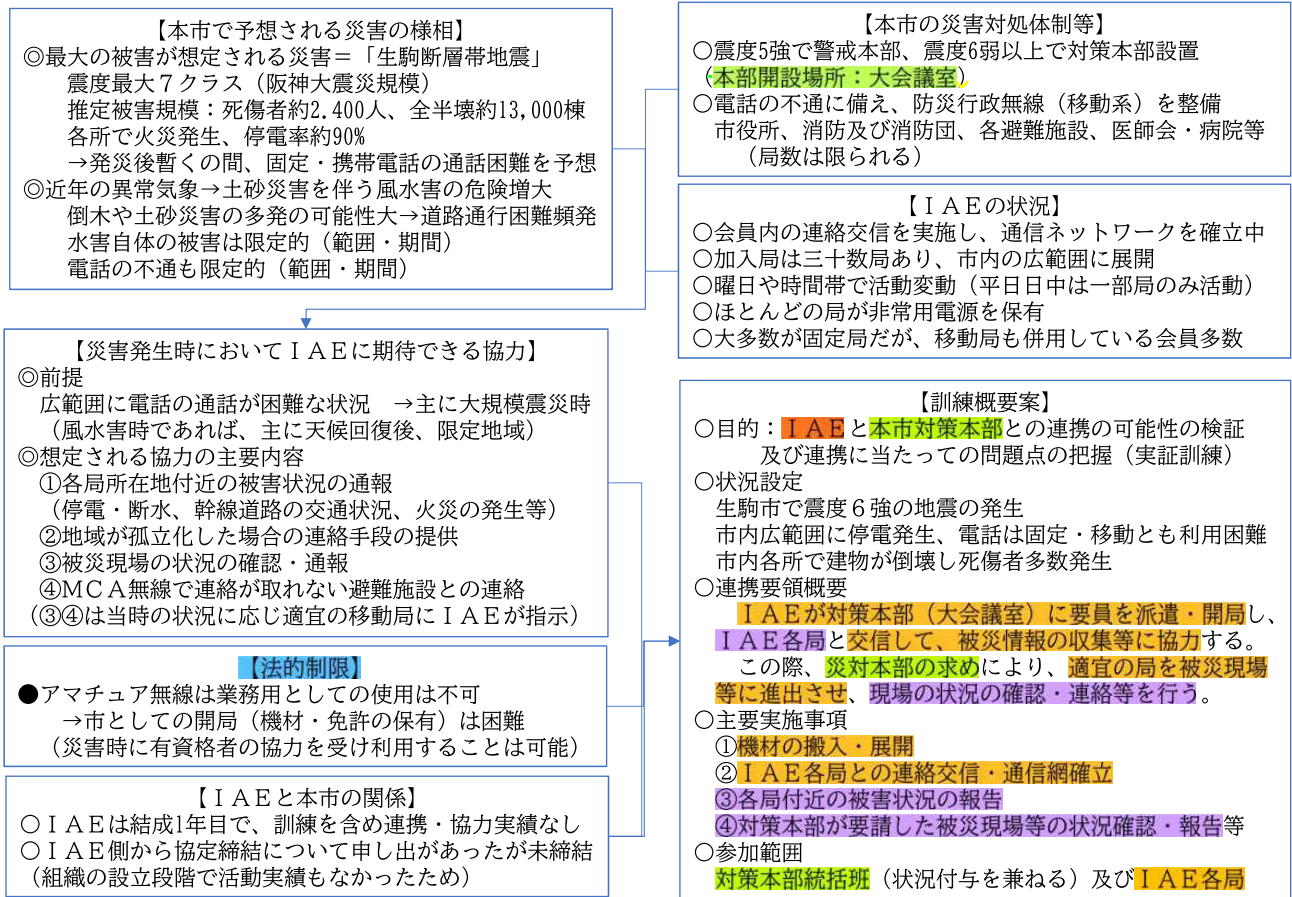 【本市で予想される災害の様相】
◎最大の被害が想定される災害＝「生駒断層帯地震」
震度最大７クラス（阪神大震災規模）
推定被害規模：死傷者約2.400人、全半壊約13,000棟
各所で火災発生、停電率約90%
→発災後暫くの間、固定・携帯電話の通話困難を予想
◎近年の異常気象→土砂災害を伴う風水害の危険増大
倒木や土砂災害の多発の可能性大→道路通行困難頻発
水害自体の被害は限定的（範囲・期間）
電話の不通も限定的（範囲・期間）
【本市の災害対処体制等】
○震度5強で警戒本部、震度6弱以上で対策本部設置
（本部開設場所：大会議室）
○電話の不通に備え、防災行政無線（移動系）を整備
市役所、消防及び消防団、各避難施設、医師会・病院等
（局数は限られる）
【ＩＡＥの状況】
○会員内の連絡交信を実施し、通信ネットワークを確立中
○加入局は三十数局あり、市内の広範囲に展開
○曜日や時間帯で活動変動（平日日中は一部局のみ活動）
○ほとんどの局が非常用電源を保有
○大多数が固定局だが、移動局も併用している会員多数
【災害発生時においてＩＡＥに期待できる協力】
◎前提
広範囲に電話の通話が困難な状況　→主に大規模震災時
（風水害時であれば、主に天候回復後、限定地域）
◎想定される協力の主要内容
①各局所在地付近の被害状況の通報
（停電・断水、幹線道路の交通状況、火災の発生等）
②地域が孤立化した場合の連絡手段の提供
③被災現場の状況の確認・通報
④ＭＣＡ無線で連絡が取れない避難施設との連絡
（③④は当時の状況に応じ適宜の移動局にＩＡＥが指示）
【法的制限】
●アマチュア無線は業務用としての使用は不可
→市としての開局（機材・免許の保有）は困難
（災害時に有資格者の協力を受け利用することは可能）
【ＩＡＥと本市の関係】
○ＩＡＥは結成1年目で、訓練を含め連携・協力実績なし
○ＩＡＥ側から協定締結について申し出があったが未締結
（組織の設立段階で活動実績もなかったため）
【訓練概要案】
○目的：ＩＡＥと本市対策本部との連携の可能性の検証
及び連携に当たっての問題点の把握（実証訓練）
○状況設定
生駒市で震度６強の地震の発生
市内広範囲に停電発生、電話は固定・移動とも利用困難
市内各所で建物が倒壊し死傷者多数発生
○連携要領概要
ＩＡＥが対策本部（大会議室）に要員を派遣・開局し、
ＩＡＥ各局と交信して、被災情報の収集等に協力する。
この際、災対本部の求めにより、適宜の局を被災現場
等に進出させ、現場の状況の確認・連絡等を行う。
○主要実施事項
①機材の搬入・展開
②ＩＡＥ各局との連絡交信・通信網確立
③各局付近の被害状況の報告
④対策本部が要請した被災現場等の状況確認・報告等
○参加範囲
対策本部統括班（状況付与を兼ねる）及びＩＡＥ各局